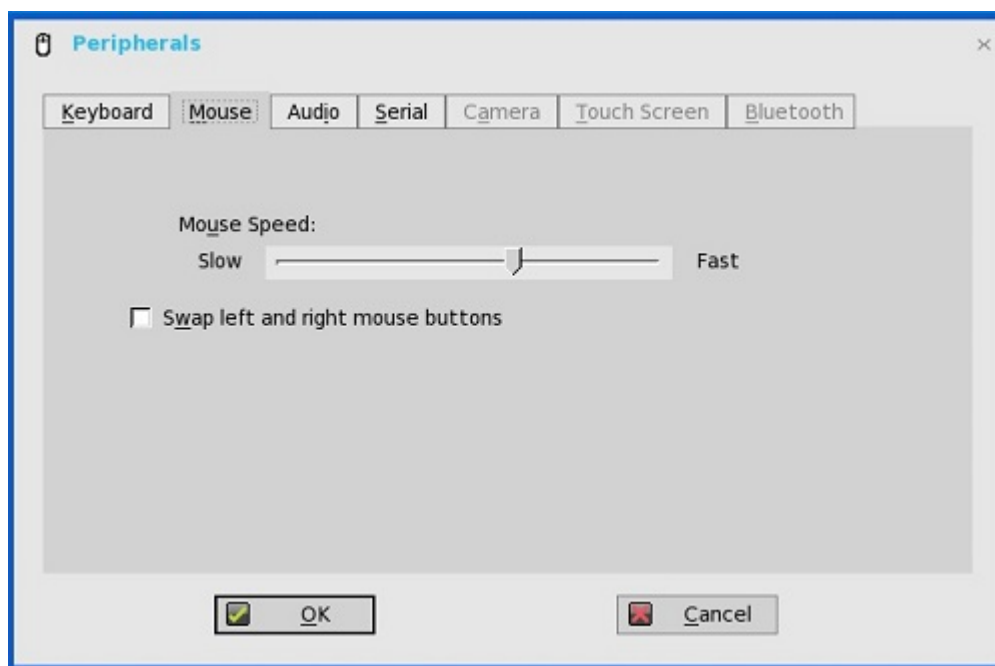 Peripherals
Keyboard Mouse Audio Serial Camera Touch Screen Bluetooth
Mouse Speed:
Slow Fast
Swap left and right mouse buttons
OK Cancel